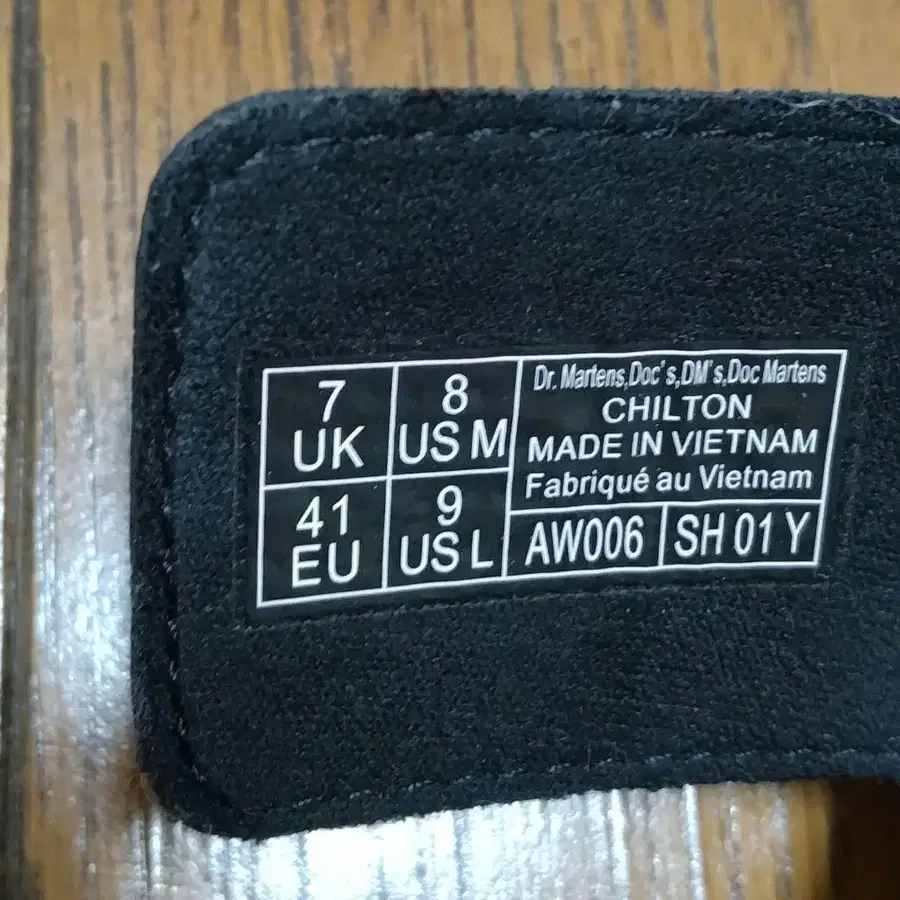 7
UK
8
US M
41
EU
9
US L
Dr. Martens,Doc's,DM's,Doc Martens
CHILTON
MADE IN VIETNAM
Fabriqué au Vietnam
AW006
SH 01 Y